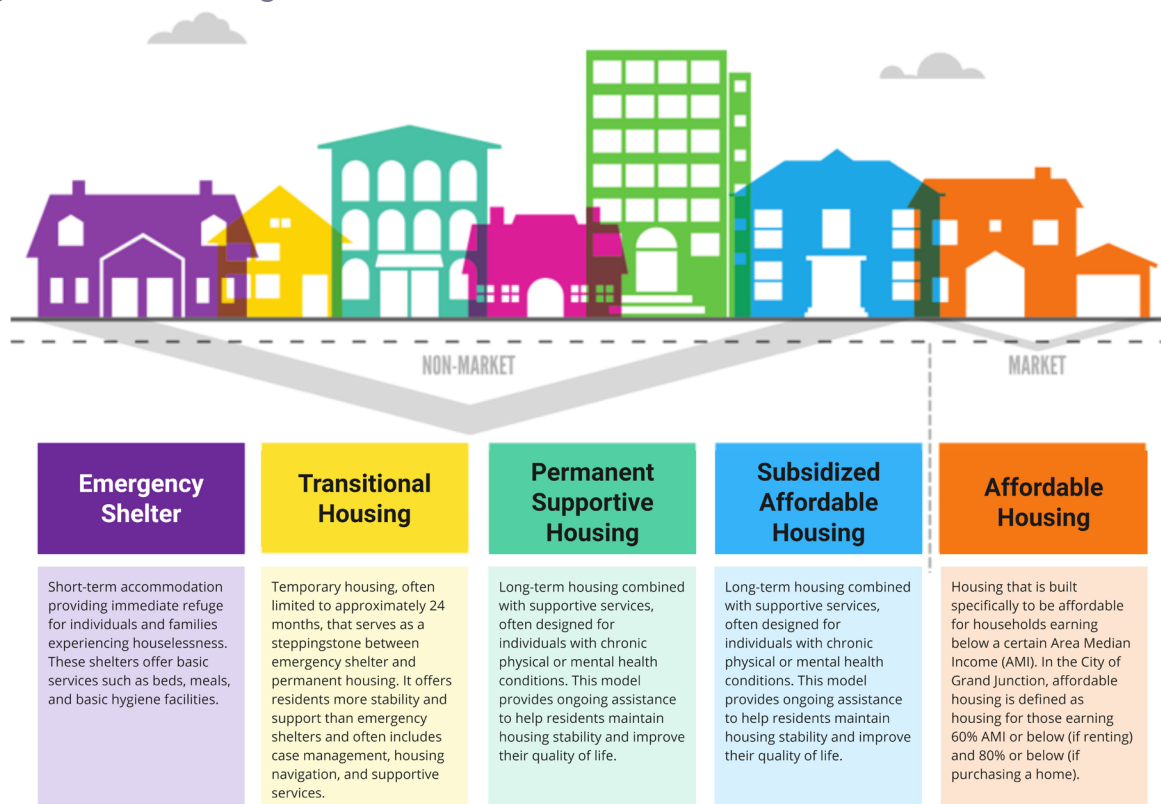 NON-MARKET
MARKET
Emergency
Shelter
Short-term accommodation
providing immediate refuge
for individuals and families
experiencing houselessness.
These shelters offer basic
services such as beds, meals,
and basic hygiene facilities.
Transitional
Housing
Temporary housing, often
limited to approximately 24
months, that serves as a
steppingstone between
emergency shelter and
permanent housing. It offers
residents more stability and
support than emergency
shelters and often includes
case management, housing
navigation, and supportive
services.
Permanent
Supportive
Housing
Long-term housing combined
with supportive services,
often designed for
individuals with chronic
physical or mental health
conditions. This model
provides ongoing assistance
to help residents maintain
housing stability and improve
their quality of life.
Subsidized
Affordable
Housing
Long-term housing combined
with supportive services,
often designed for
individuals with chronic
physical or mental health
conditions. This model
provides ongoing assistance
to help residents maintain
housing stability and improve
their quality of life.
Affordable
Housing
Housing that is built
specifically to be affordable
for households earning
below a certain Area Median
Income (AMI). In the City of
Grand Junction, affordable
housing is defined as
housing for those earning
60% AMI or below (if renting)
and 80% or below (if
purchasing a home).